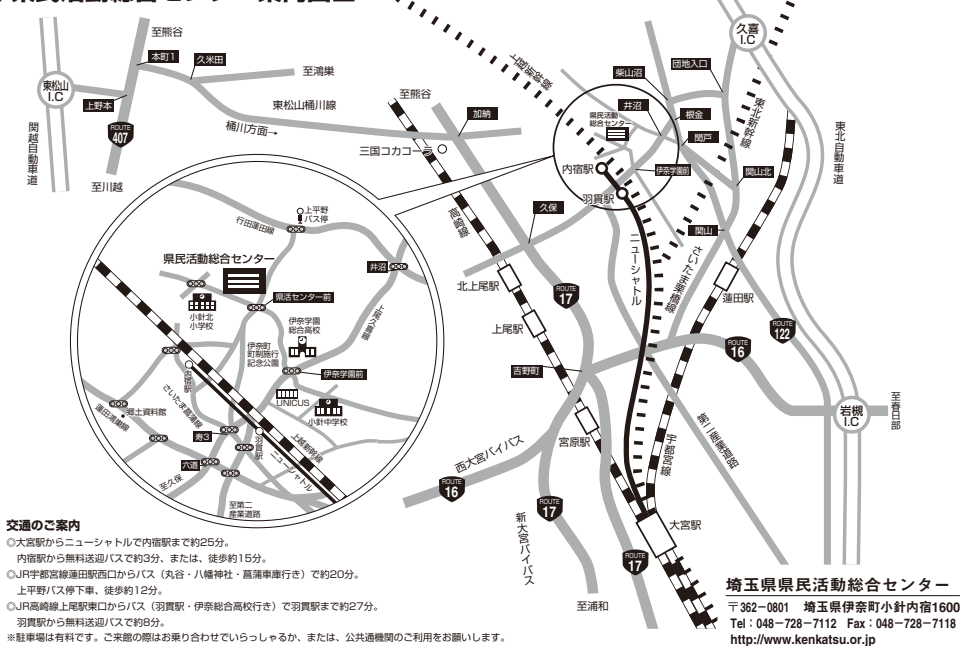 県民活動総合センター案内図
至熊谷
本町1
久米田
至鴻巣
東松山
I.C
上野本
ROUTE
407
関越自動車道
至川越
東松山桶川線
桶川方面→
至熊谷
加納
三国コカコーラ
高崎線
久保
上越新幹線
柴山沼
団地入口
久喜
I.C
井沼
根金
県民活動
総合センター
関戸
東北新幹線
東北自動車道
内宿駅
伊奈学園前
羽貫駅
関山北
関山
ニューシャトル
さいたま栗橋線
蓮田駅
北上尾駅
ROUTE
17
上尾駅
ROUTE
16
ROUTE
122
吉野町
宮原駅
第二産業道路
宇都宮線
岩槻
I.C
至春日部
西大宮バイパス
ROUTE
16
ROUTE
17
新大宮バイパス
ROUTE
17
大宮駅
至浦和
上平野
バス停
行田蓮田線
県民活動総合センター
井沼
県活センター前
小針北
小学校
伊奈学園
総合高校
上尾久喜線
伊奈町
町制施行
記念公園
伊奈学園前
内宿駅
UNICUS
小針中学校
さいたま菖蒲線
郷土資料館
蓮田鴻巣線
寿3
羽貫駅
上越新幹線
ニューシャトル
六道
至久保
至第二
産業道路
交通のご案内
◎大宮駅からニューシャトルで内宿駅まで約25分。
内宿駅から無料送迎バスで約3分、または、徒歩約15分。
◎JR宇都宮線蓮田駅西口からバス（丸谷・八幡神社・菖蒲車庫行き）で約20分。
上平野バス停下車、徒歩約12分。
◎JR高崎線上尾駅東口からバス（羽貫駅・伊奈総合高校行き）で羽貫駅まで約27分。
羽貫駅から無料送迎バスで約8分。
※駐車場は有料です。ご来館の際はお乗り合わせでいらっしゃるか、または、公共通機関のご利用をお願いします。
埼玉県県民活動総合センター
〒362-0801 埼玉県伊奈町小針内宿1600
Tel：048-728-7112 Fax：048-728-7118
http://www.kenkatsu.or.jp